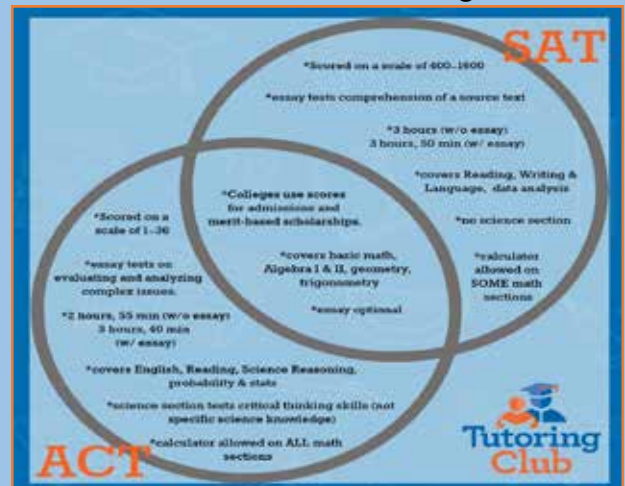 SAT
*Scored on a scale of 400-1600
*essay tests comprehension of a source text
*3 hours (w/o essay)
3 hours, 50 min (w/ essay)
*covers Reading, Writing &
Language, data analysis
*no science section
*calculator
allowed on
SOME math
sections
*Colleges use scores
for admissions and
merit-based scholarships.
*covers basic math,
Algebra I & II, geometry,
trigonometry
*essay optional
*Scored on a
scale of 1-36
*essay tests on
evaluating and analyzing
complex issues.
*2 hours, 55 min (w/o essay)
3 hours, 40 min
(w/ essay)
*covers English, Reading, Science Reasoning,
probability & stats
*science section tests critical thinking skills (not
specific science knowledge)
*calculator allowed on ALL math
sections
ACT
Tutoring
Club